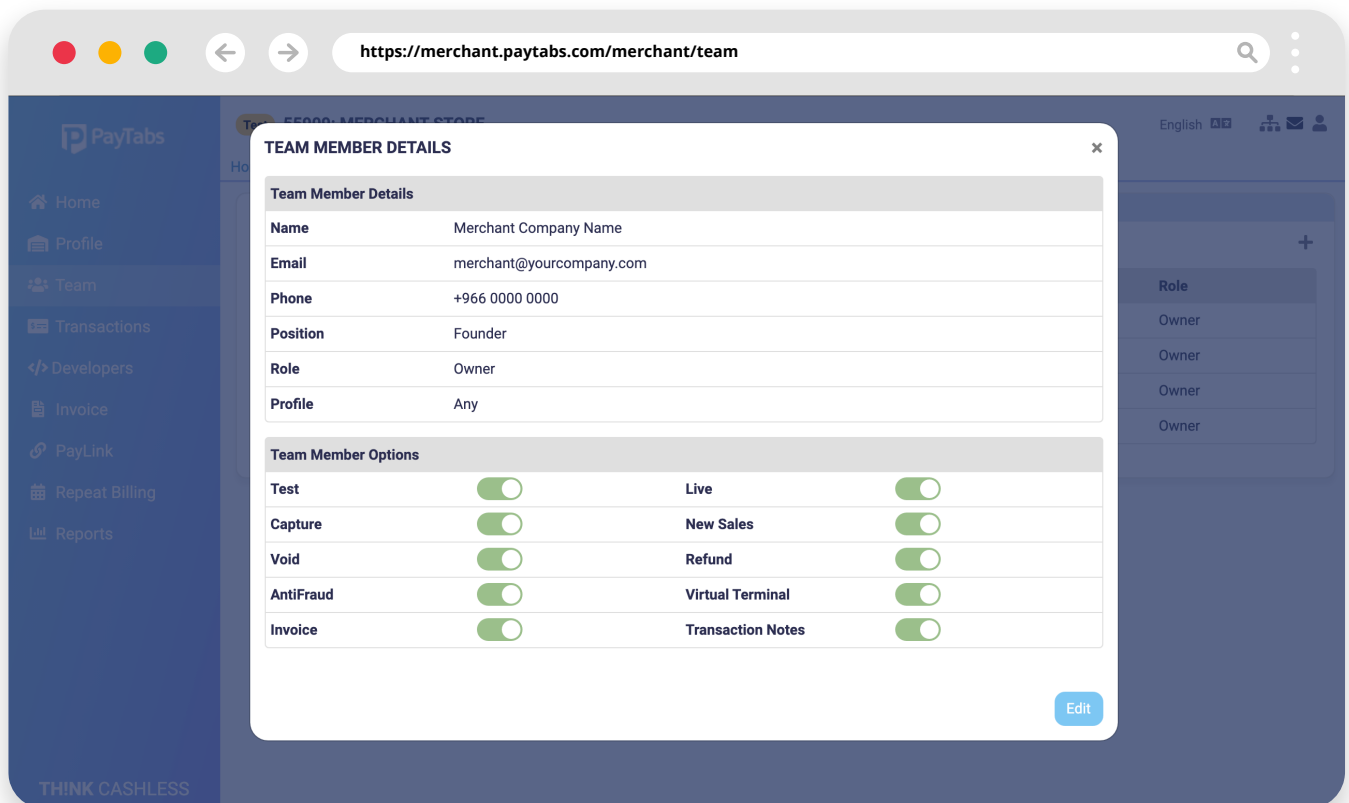 https://merchant.paytabs.com/merchant/team
PayTabs
English
TEAM MEMBER DETAILS
Home
Profile
Team
Transactions
Developers
Invoice
PayLink
Repeat Billing
Reports
THINK CASHLESS
Team Member Details
Name Merchant Company Name
Email merchant@yourcompany.com
Phone +966 0000 0000
Position Founder
Role Owner
Profile Any
Team Member Options
Test Live
Capture New Sales
Void Refund
AntiFraud Virtual Terminal
Invoice Transaction Notes
Edit
Role
Owner
Owner
Owner
Owner